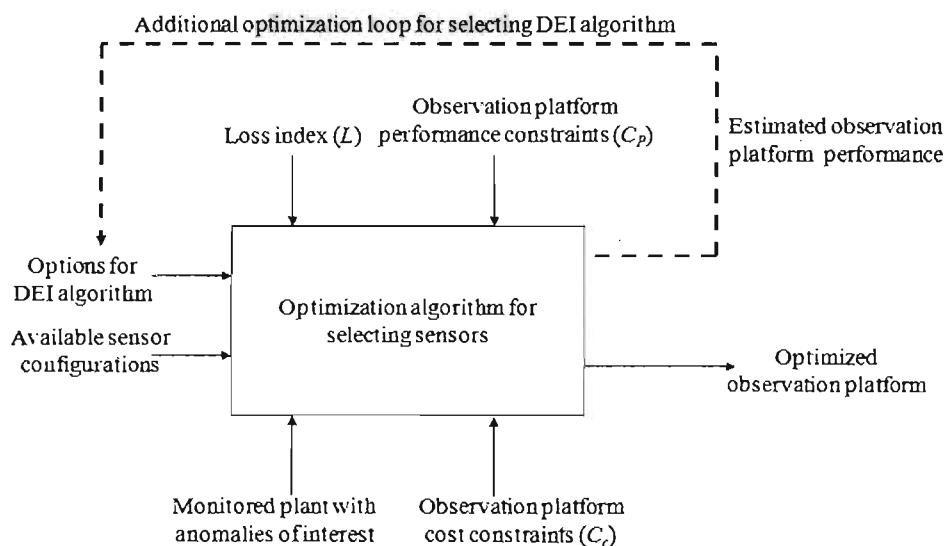 Additional optimization loop for selecting DEI algorithm
Observation platform
performance constraints (C_P)
Loss index (L)
Estimated observation
platform performance
Options for
DEI algorithm
Optimization algorithm for
selecting sensors
Available sensor
configurations
Optimized
observation platform
Monitored plant with
anomalies of interest
Observation platform
cost constraints (C_c)